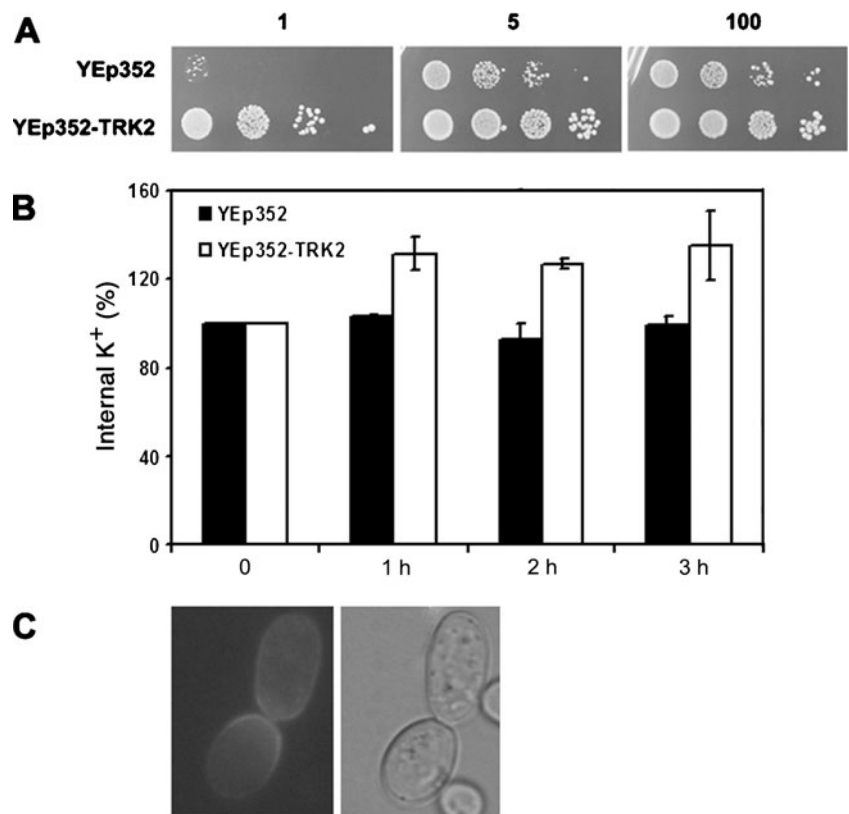 A
1 5 100
YEp352
YEp352-TRK2
B
160
120
80
40
0
Internal K+ (%)
YEp352
YEp352-TRK2
0 1 h 2 h 3 h
C